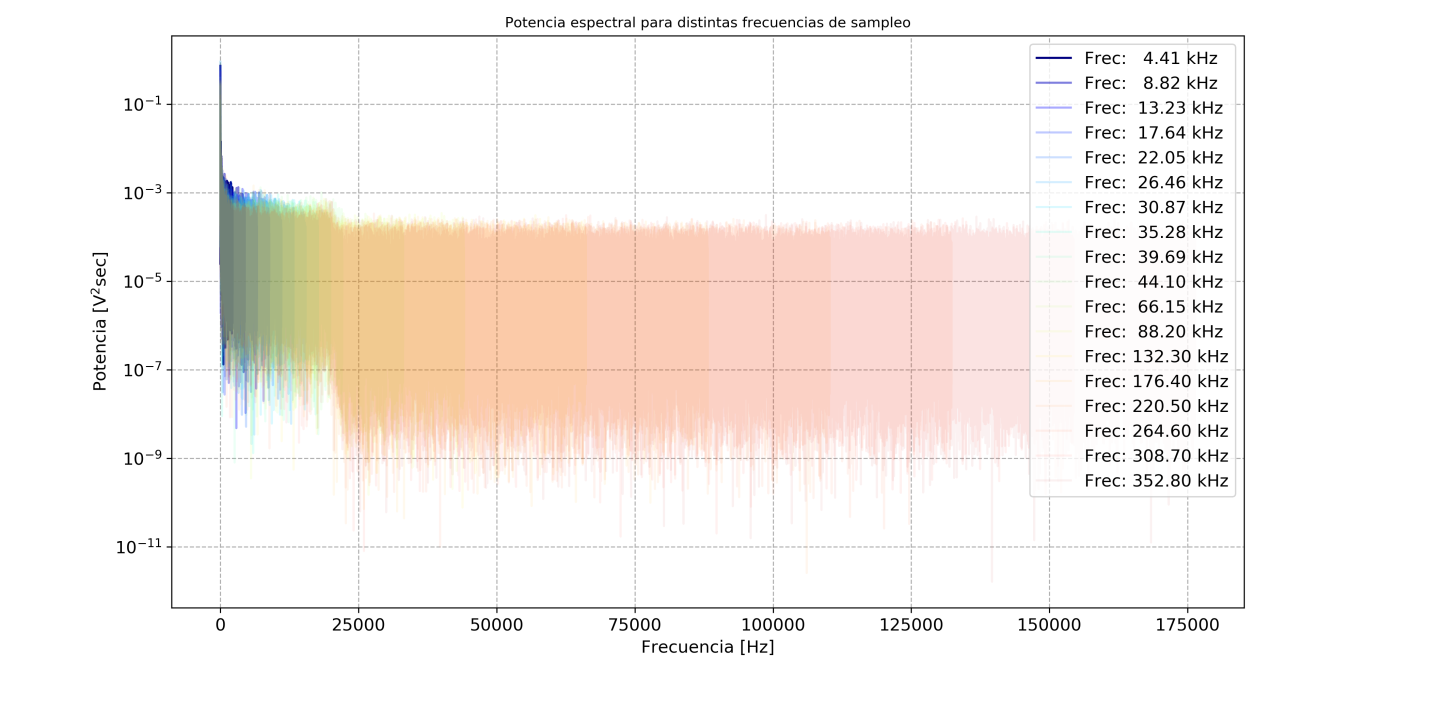 Potencia espectral para distintas frecuencias de sampleo
Potencia [V²sec]
10⁻¹
10⁻³
10⁻⁵
10⁻⁷
10⁻⁹
10⁻¹¹
Frec: 4.41 kHz
Frec: 8.82 kHz
Frec: 13.23 kHz
Frec: 17.64 kHz
Frec: 22.05 kHz
Frec: 26.46 kHz
Frec: 30.87 kHz
Frec: 35.28 kHz
Frec: 39.69 kHz
Frec: 44.10 kHz
Frec: 66.15 kHz
Frec: 88.20 kHz
Frec: 132.30 kHz
Frec: 176.40 kHz
Frec: 220.50 kHz
Frec: 264.60 kHz
Frec: 308.70 kHz
Frec: 352.80 kHz
0 25000 50000 75000 100000 125000 150000 175000
Frecuencia [Hz]